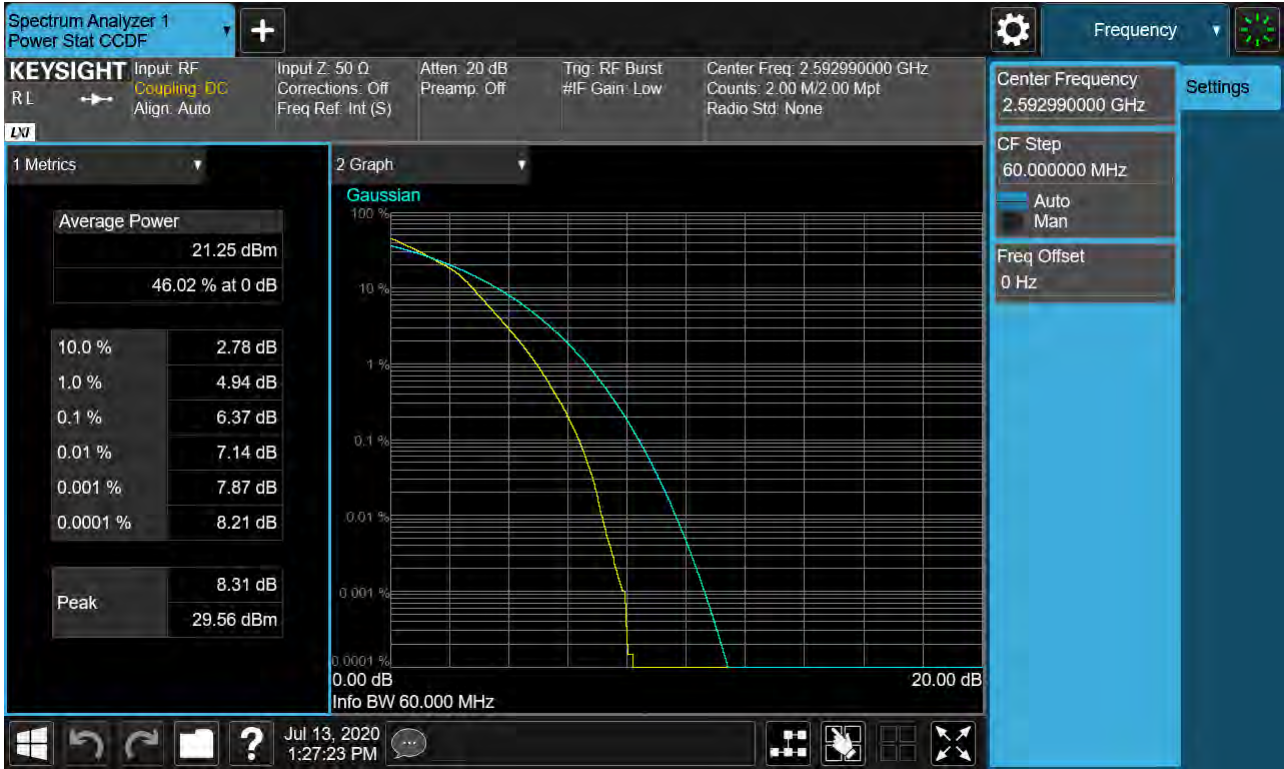 Spectrum Analyzer 1
Power Stat CCDF
Frequency
KEYSIGHT
R L
LXI
Input: RF
Coupling: DC
Align: Auto
Input Z: 50 Ω
Corrections: Off
Freq Ref: Int (S)
Atten: 20 dB
Preamp: Off
Trig: RF Burst
#IF Gain: Low
Center Freq: 2.592990000 GHz
Counts: 2.00 M/2.00 Mpt
Radio Std: None
Center Frequency
2.592990000 GHz
Settings
CF Step
60.000000 MHz
Auto
Man
Freq Offset
0 Hz
1 Metrics
Average Power
21.25 dBm
46.02 % at 0 dB
10.0 % 2.78 dB
1.0 % 4.94 dB
0.1 % 6.37 dB
0.01 % 7.14 dB
0.001 % 7.87 dB
0.0001 % 8.21 dB
Peak
8.31 dB
29.56 dBm
2 Graph
Gaussian
100 %
10 %
1 %
0.1 %
0.01 %
0.001 %
0.0001 %
0.00 dB 20.00 dB
Info BW 60.000 MHz
?
Jul 13, 2020
1:27:23 PM